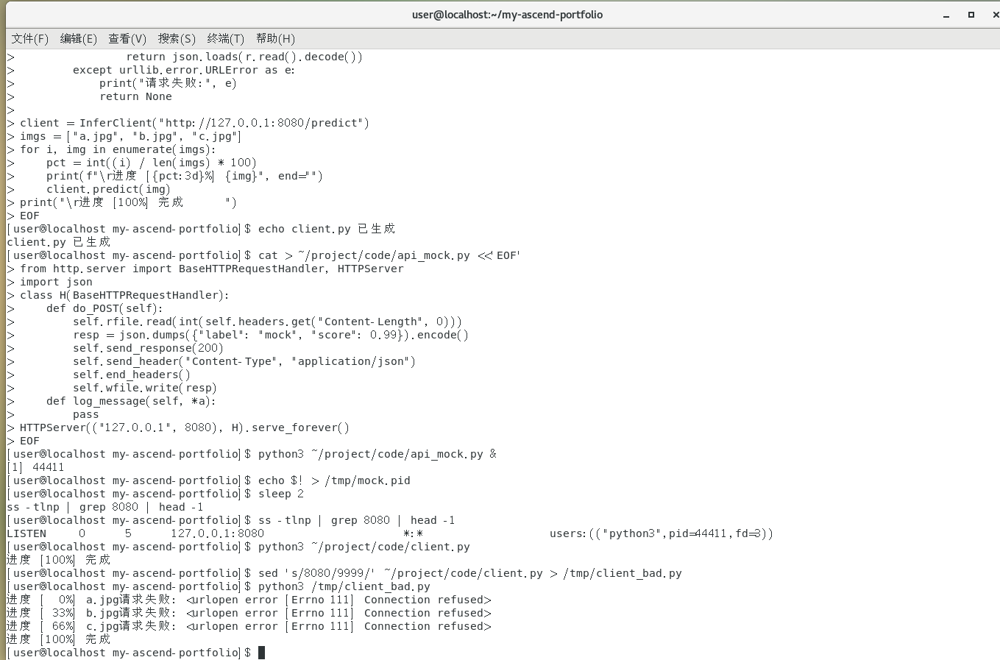 user@localhost:~/my-ascend-portfolio
文件(F) 编辑(E) 查看(V) 搜索(S) 终端(T) 帮助(H)
>                 return json.loads(r.read().decode())
>         except urllib.error.URLError as e:
>             print("请求失败:", e)
>             return None
>
> client = InferClient("http://127.0.0.1:8080/predict")
> imgs = ["a.jpg", "b.jpg", "c.jpg"]
> for i, img in enumerate(imgs):
>     pct = int((i) / len(imgs) * 100)
>     print(f"\r进度 [{pct:3d}%] {img}", end="")
>     client.predict(img)
> print("\r进度 [100%] 完成      ")
> EOF
[user@localhost my-ascend-portfolio]$ echo client.py 已生成
client.py 已生成
[user@localhost my-ascend-portfolio]$ cat > ~/project/code/api_mock.py <<'EOF'
> from http.server import BaseHTTPRequestHandler, HTTPServer
> import json
> class H(BaseHTTPRequestHandler):
>     def do_POST(self):
>         self.rfile.read(int(self.headers.get("Content-Length", 0)))
>         resp = json.dumps({"label": "mock", "score": 0.99}).encode()
>         self.send_response(200)
>         self.send_header("Content-Type", "application/json")
>         self.end_headers()
>         self.wfile.write(resp)
>     def log_message(self, *a):
>         pass
> HTTPServer(("127.0.0.1", 8080), H).serve_forever()
> EOF
[user@localhost my-ascend-portfolio]$ python3 ~/project/code/api_mock.py &
[1] 44411
[user@localhost my-ascend-portfolio]$ echo $! > /tmp/mock.pid
[user@localhost my-ascend-portfolio]$ sleep 2
ss -tlnp | grep 8080 | head -1
[user@localhost my-ascend-portfolio]$ ss -tlnp | grep 8080 | head -1
LISTEN     0      5      127.0.0.1:8080                     *:*                   users:(("python3",pid=44411,fd=3))
[user@localhost my-ascend-portfolio]$ python3 ~/project/code/client.py
进度 [100%] 完成
[user@localhost my-ascend-portfolio]$ sed 's/8080/9999/' ~/project/code/client.py > /tmp/client_bad.py
[user@localhost my-ascend-portfolio]$ python3 /tmp/client_bad.py
进度 [  0%] a.jpg请求失败: <urlopen error [Errno 111] Connection refused>
进度 [ 33%] b.jpg请求失败: <urlopen error [Errno 111] Connection refused>
进度 [ 66%] c.jpg请求失败: <urlopen error [Errno 111] Connection refused>
进度 [100%] 完成
[user@localhost my-ascend-portfolio]$